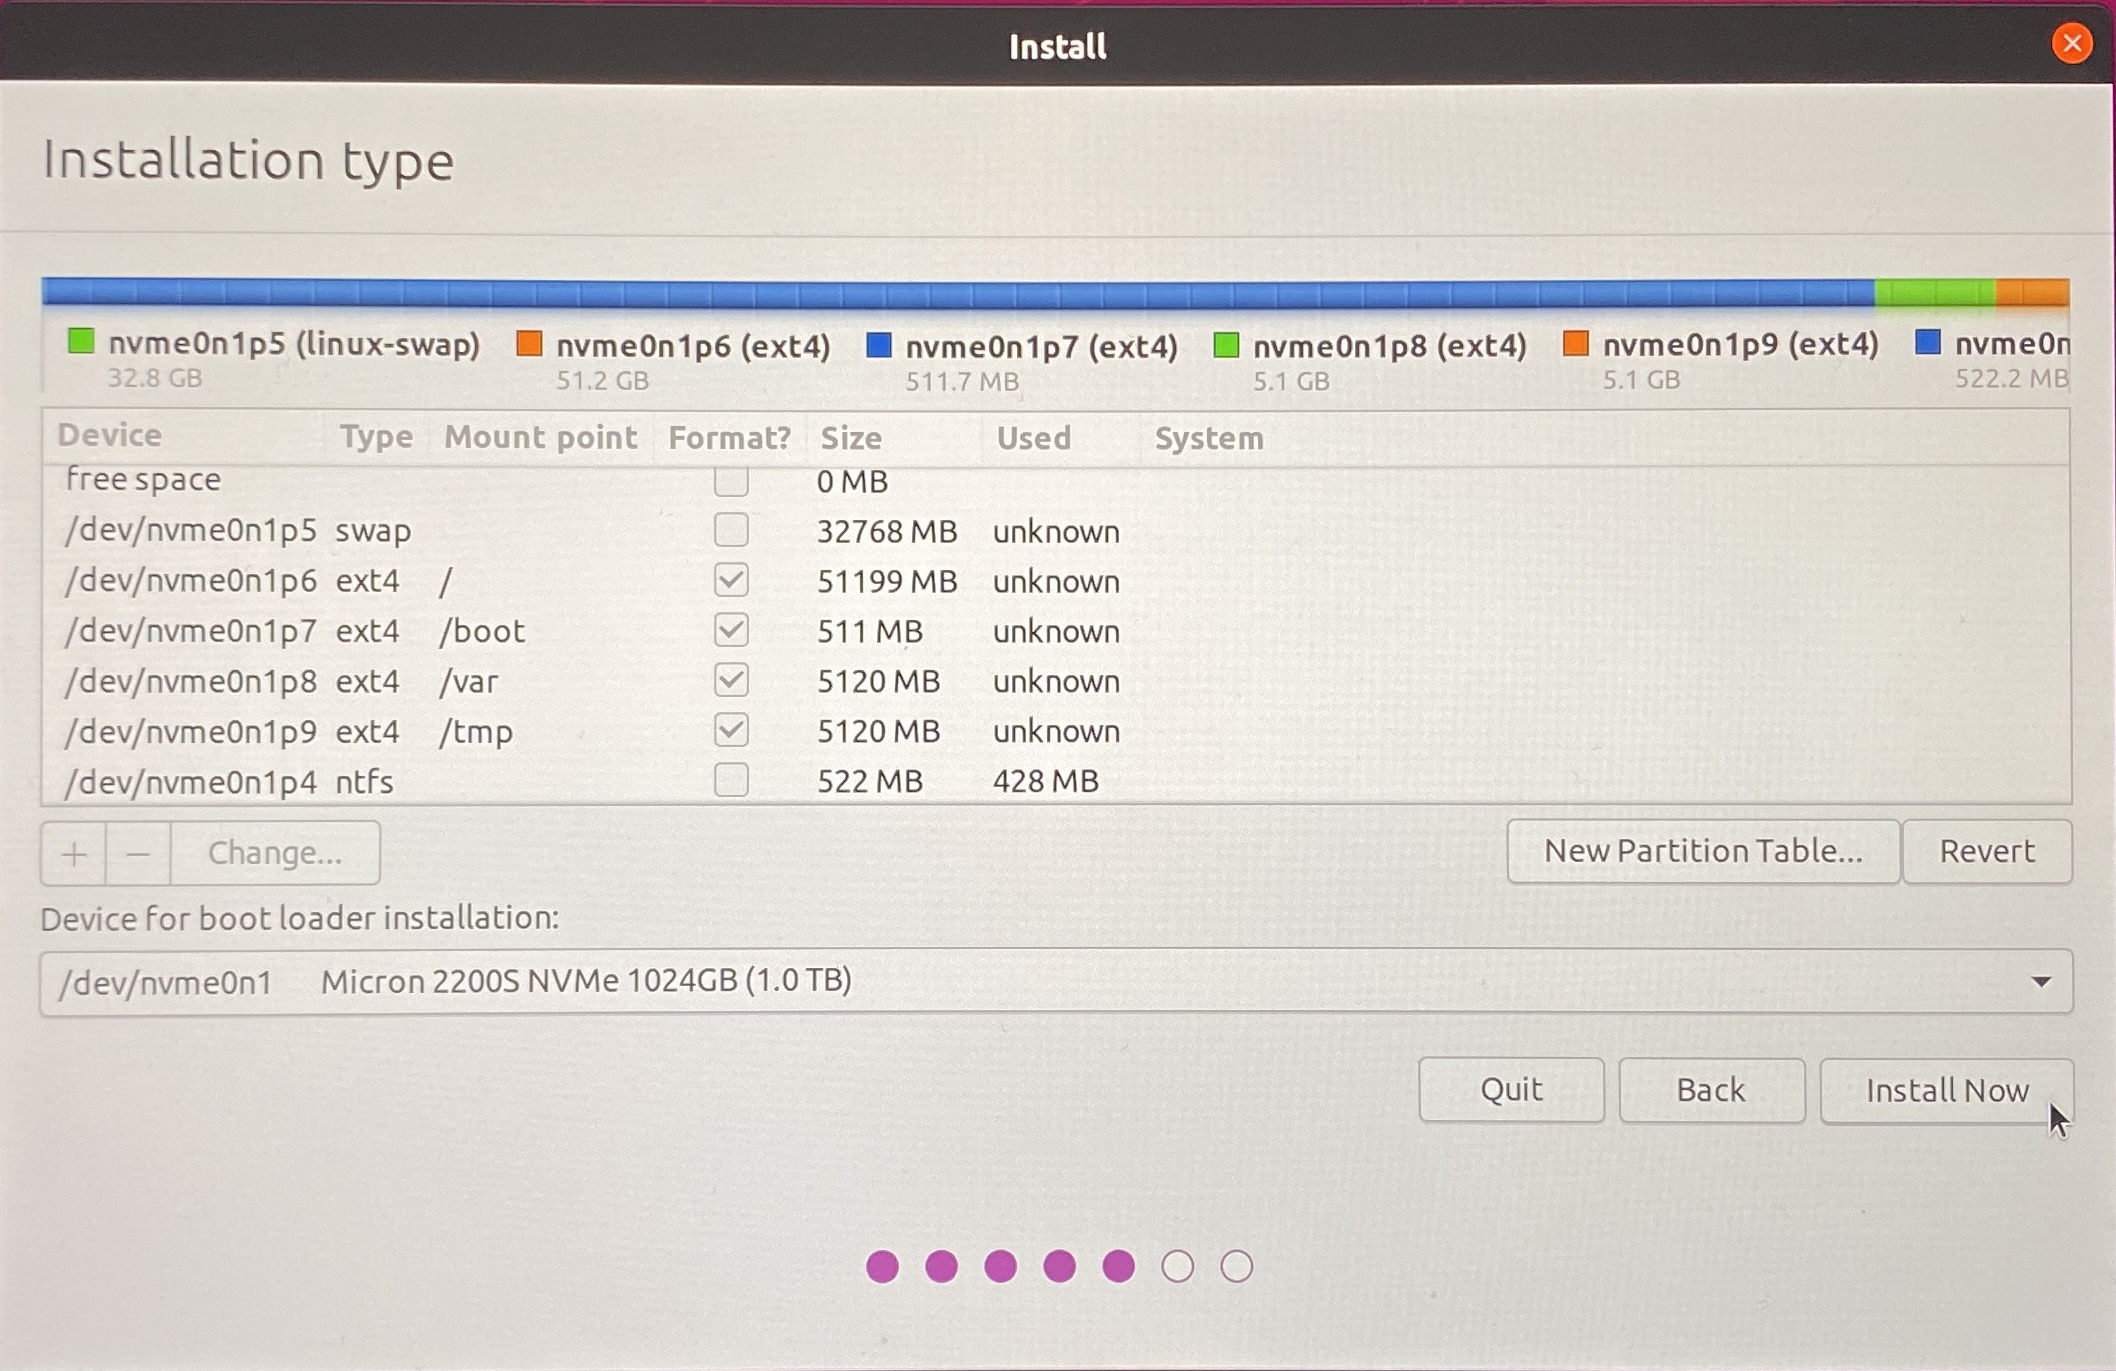 Install
Installation type
nvme0n1p5 (linux-swap) nvme0n1p6 (ext4) nvme0n1p7 (ext4) nvme0n1p8 (ext4) nvme0n1p9 (ext4) nvme0n
32.8 GB 51.2 GB 511.7 MB 5.1 GB 5.1 GB 522.2 MB
Device Type Mount point Format? Size Used System
free space 0 MB
/dev/nvme0n1p5 swap 32768 MB unknown
/dev/nvme0n1p6 ext4 / 51199 MB unknown
/dev/nvme0n1p7 ext4 /boot 511 MB unknown
/dev/nvme0n1p8 ext4 /var 5120 MB unknown
/dev/nvme0n1p9 ext4 /tmp 5120 MB unknown
/dev/nvme0n1p4 ntfs 522 MB 428 MB
+ − Change... New Partition Table... Revert
Device for boot loader installation:
/dev/nvme0n1 Micron 2200S NVMe 1024GB (1.0 TB)
Quit Back Install Now